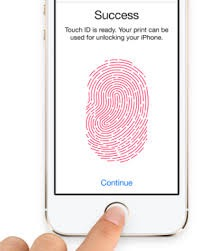 Success
Touch ID is ready. Your print can be
used for unlocking your iPhone.
Continue